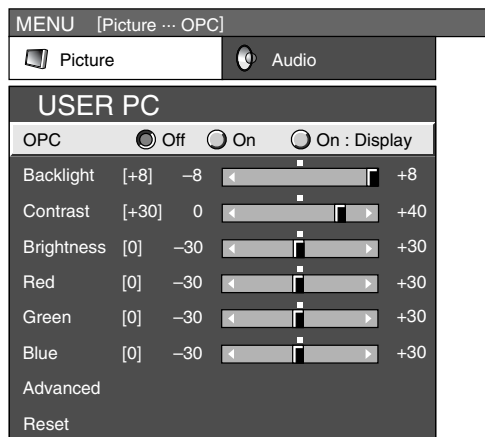 MENU [Picture ··· OPC]
Picture Audio
USER PC
OPC Off On On : Display
Backlight [+8] –8 +8
Contrast [+30] 0 +40
Brightness [0] –30 +30
Red [0] –30 +30
Green [0] –30 +30
Blue [0] –30 +30
Advanced
Reset